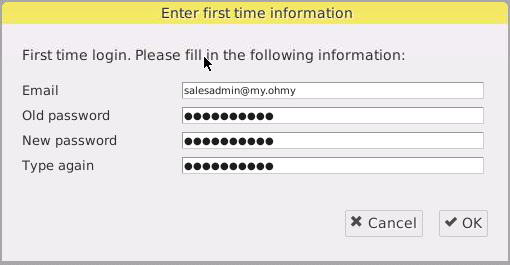 Enter first time information
First time login. Please fill in the following information:
Email salesadmin@my.ohmy
Old password ●●●●●●●●●●
New password ●●●●●●●●●●
Type again ●●●●●●●●●●
✖ Cancel ✔ OK